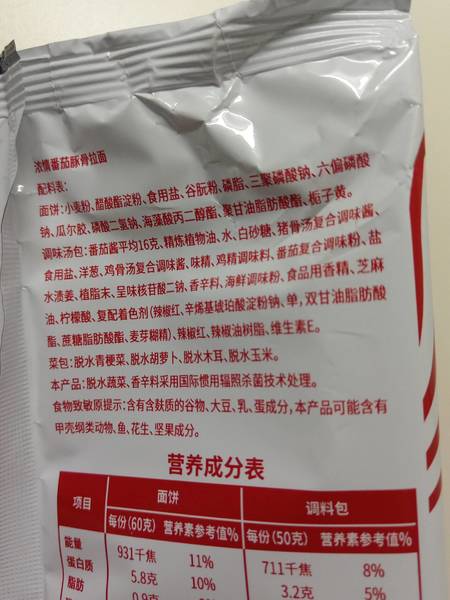 浓情番茄豚骨拉面
配料表:
面饼:小麦粉、醋酸酯淀粉、食用盐、谷朊粉、磷脂、三聚磷酸钠、六偏磷酸
钠、瓜尔胶、磷酸二氢钠、海藻酸丙二醇酯、聚甘油脂肪酸酯、栀子黄。
调味汤包:番茄酱平均16克、精炼植物油、水、白砂糖、猪骨汤复合调味酱、
食用盐、洋葱、鸡骨汤复合调味酱、味精、鸡精调味料、番茄复合调味粉、盐
水渍姜、植脂末、呈味核苷酸二钠、香辛料、海鲜调味粉、食品用香精、芝麻
油、柠檬酸、复配着色剂(辣椒红、辛烯基琥珀酸淀粉钠、单,双甘油脂肪酸
酯、蔗糖脂肪酸酯、麦芽糊精)、辣椒红、辣椒油树脂、维生素E。
菜包:脱水青梗菜、脱水胡萝卜、脱水木耳、脱水玉米。
本产品:脱水蔬菜、香辛料采用国际惯用辐照杀菌技术处理。
食物致敏原提示:含有含麸质的谷物、大豆、乳、蛋成分,本产品可能含有
甲壳纲类动物、鱼、花生、坚果成分。
营养成分表
项目 面饼 调料包
每份(60克) 营养素参考值% 每份(50克) 营养素参考值%
能量 931千焦 11% 711千焦 8%
蛋白质 5.8克 10% 3.2克 5%
脂肪 0.9克